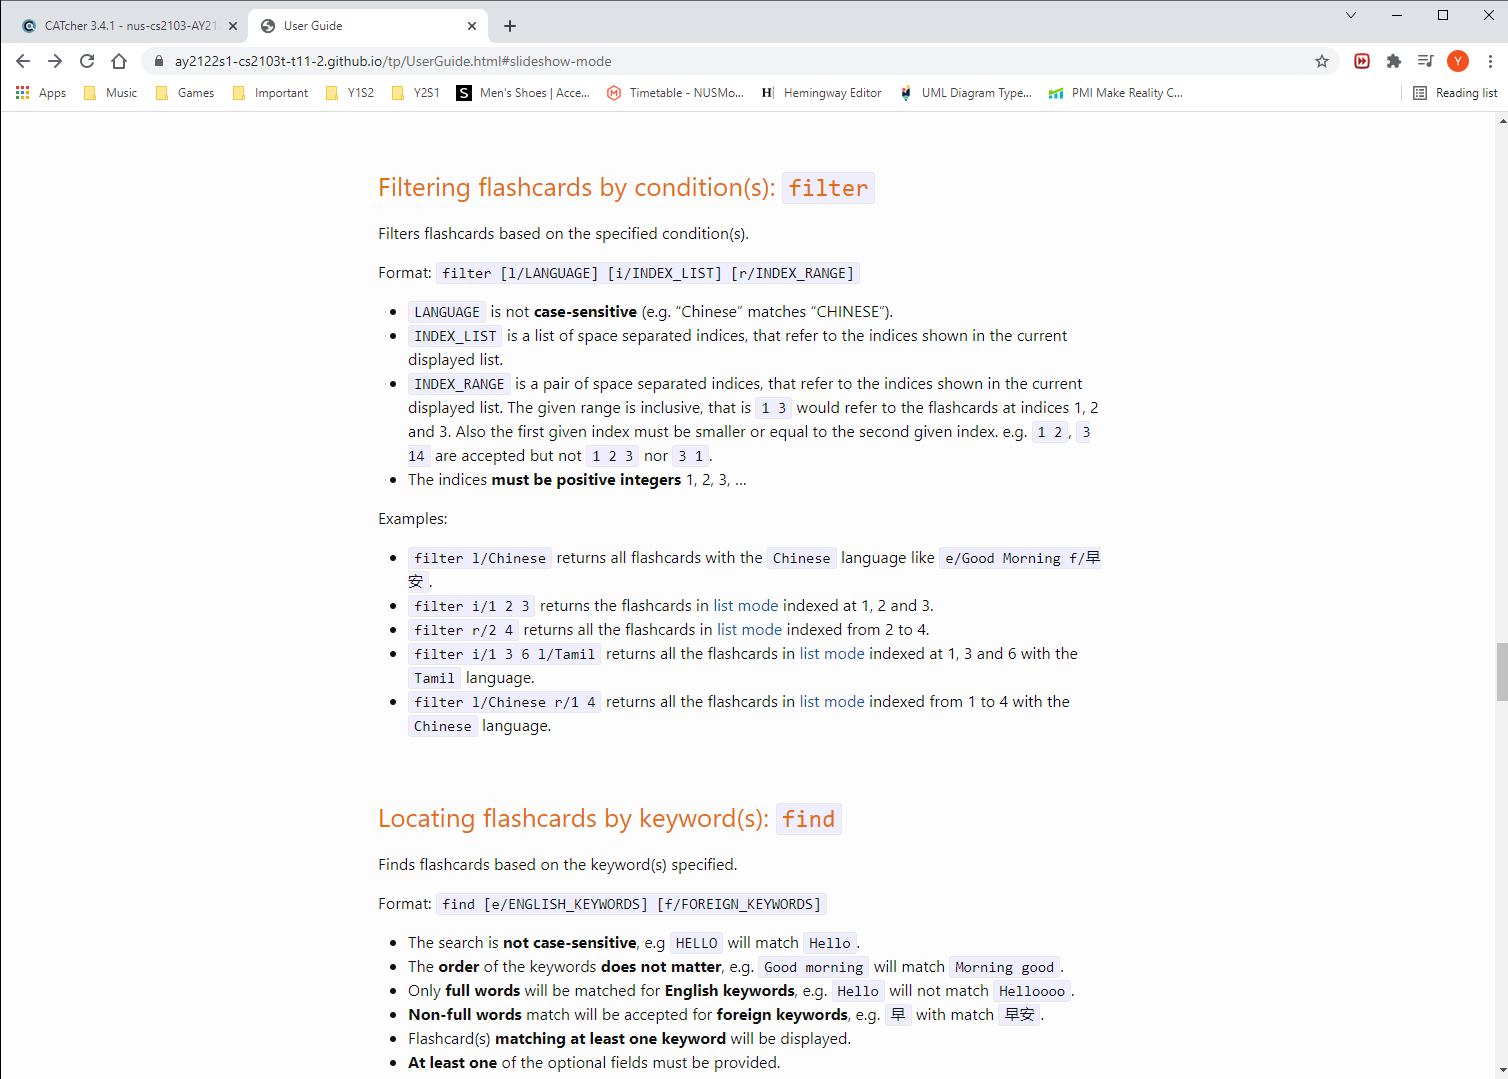 CATcher 3.4.1 - nus-cs2103-AY21
User Guide
ay2122s1-cs2103t-t11-2.github.io/tp/UserGuide.html#slideshow-mode
Y
Apps Music Games Important Y1S2 Y2S1 S Men's Shoes | Acce... M Timetable - NUSMo... H Hemingway Editor UML Diagram Type... PMI Make Reality C... Reading list
Filtering flashcards by condition(s): filter
Filters flashcards based on the specified condition(s).
Format: filter [l/LANGUAGE] [i/INDEX_LIST] [r/INDEX_RANGE]
• LANGUAGE is not case-sensitive (e.g. “Chinese” matches “CHINESE”).
• INDEX_LIST is a list of space separated indices, that refer to the indices shown in the current
displayed list.
• INDEX_RANGE is a pair of space separated indices, that refer to the indices shown in the current
displayed list. The given range is inclusive, that is 1 3 would refer to the flashcards at indices 1, 2
and 3. Also the first given index must be smaller or equal to the second given index. e.g. 1 2, 3
14 are accepted but not 1 2 3 nor 3 1.
• The indices must be positive integers 1, 2, 3, …
Examples:
• filter l/Chinese returns all flashcards with the Chinese language like e/Good Morning f/早
安.
• filter i/1 2 3 returns the flashcards in list mode indexed at 1, 2 and 3.
• filter r/2 4 returns all the flashcards in list mode indexed from 2 to 4.
• filter i/1 3 6 l/Tamil returns all the flashcards in list mode indexed at 1, 3 and 6 with the
Tamil language.
• filter l/Chinese r/1 4 returns all the flashcards in list mode indexed from 1 to 4 with the
Chinese language.
Locating flashcards by keyword(s): find
Finds flashcards based on the keyword(s) specified.
Format: find [e/ENGLISH_KEYWORDS] [f/FOREIGN_KEYWORDS]
• The search is not case-sensitive, e.g HELLO will match Hello.
• The order of the keywords does not matter, e.g. Good morning will match Morning good.
• Only full words will be matched for English keywords, e.g. Hello will not match Helloooo.
• Non-full words match will be accepted for foreign keywords, e.g. 早 with match 早安.
• Flashcard(s) matching at least one keyword will be displayed.
• At least one of the optional fields must be provided.